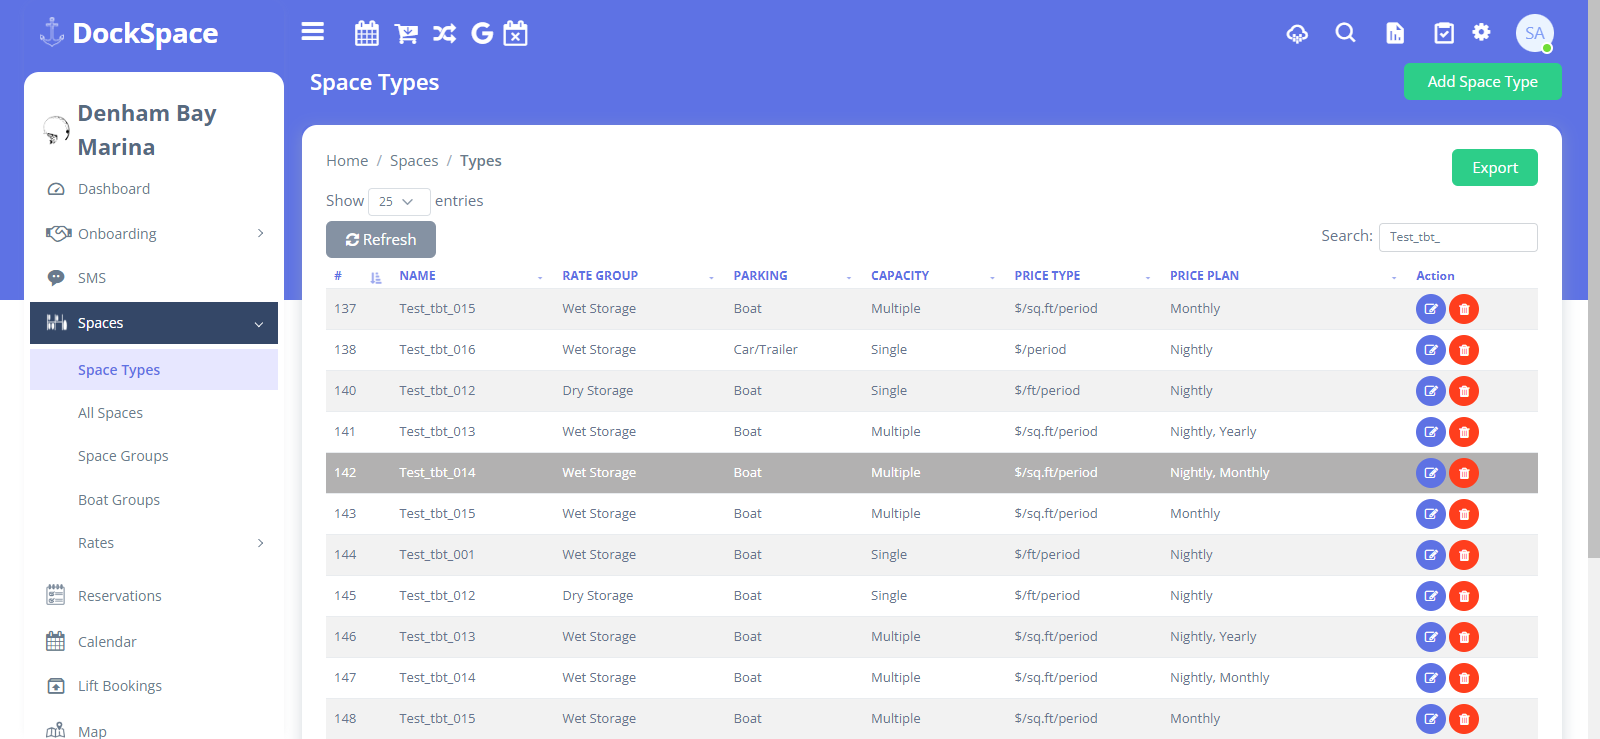 DockSpace
SA
Space Types
Add Space Type
Denham Bay
Marina
Dashboard
Onboarding
SMS
Spaces
Space Types
All Spaces
Space Groups
Boat Groups
Rates
Reservations
Calendar
Lift Bookings
Map
Home / Spaces / Types
Export
Show 25 entries
Refresh
Search: Test_tbt_
# NAME RATE GROUP PARKING CAPACITY PRICE TYPE PRICE PLAN Action
137 Test_tbt_015 Wet Storage Boat Multiple $/sq.ft/period Monthly
138 Test_tbt_016 Wet Storage Car/Trailer Single $/period Nightly
140 Test_tbt_012 Dry Storage Boat Single $/ft/period Nightly
141 Test_tbt_013 Wet Storage Boat Multiple $/sq.ft/period Nightly, Yearly
142 Test_tbt_014 Wet Storage Boat Multiple $/sq.ft/period Nightly, Monthly
143 Test_tbt_015 Wet Storage Boat Multiple $/sq.ft/period Monthly
144 Test_tbt_001 Wet Storage Boat Single $/ft/period Nightly
145 Test_tbt_012 Dry Storage Boat Single $/ft/period Nightly
146 Test_tbt_013 Wet Storage Boat Multiple $/sq.ft/period Nightly, Yearly
147 Test_tbt_014 Wet Storage Boat Multiple $/sq.ft/period Nightly, Monthly
148 Test_tbt_015 Wet Storage Boat Multiple $/sq.ft/period Monthly